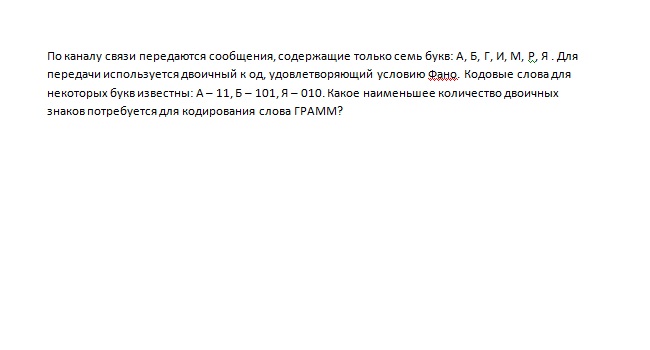 По каналу связи передаются сообщения, содержащие только семь букв: А, Б, Г, И, М, Р, Я . Для
передачи используется двоичный к од, удовлетворяющий условию Фано. Кодовые слова для
некоторых букв известны: А – 11, Б – 101, Я – 010. Какое наименьшее количество двоичных
знаков потребуется для кодирования слова ГРАММ?